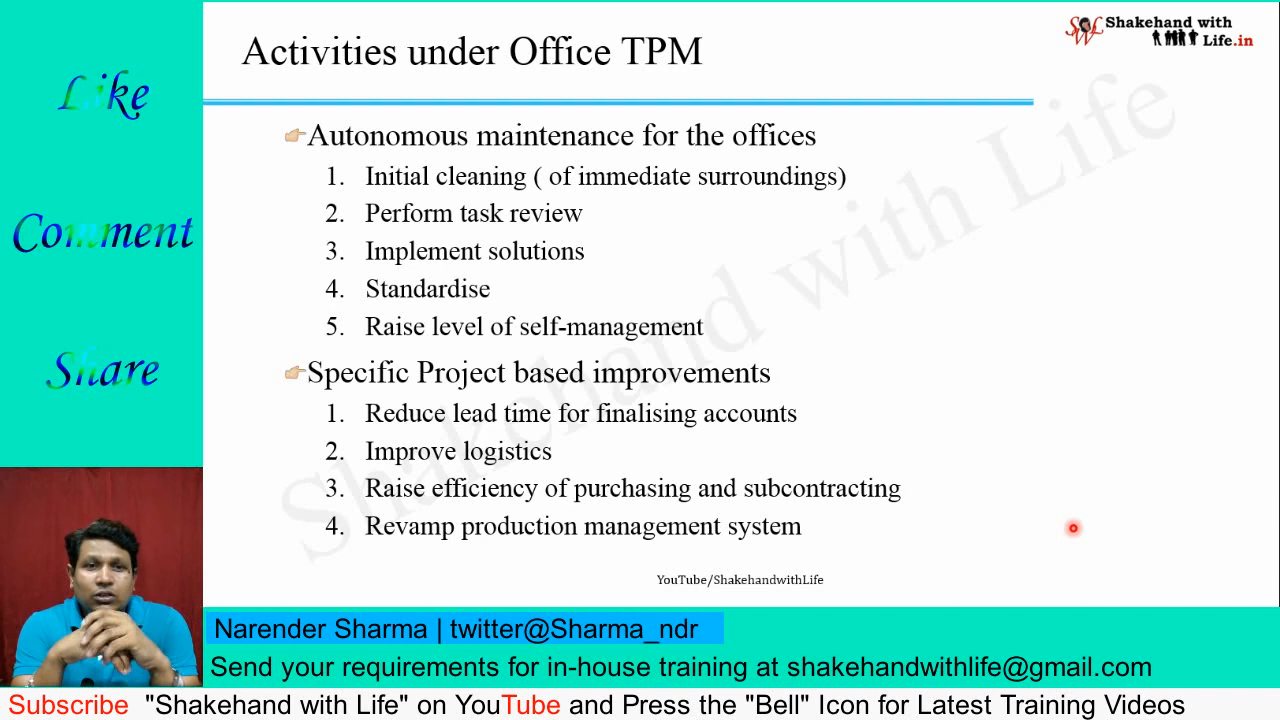 Like
Comment
Share
Activities under Office TPM
SWL Shakehand with
Life.in
Autonomous maintenance for the offices
1. Initial cleaning ( of immediate surroundings)
2. Perform task review
3. Implement solutions
4. Standardise
5. Raise level of self-management
Specific Project based improvements
1. Reduce lead time for finalising accounts
2. Improve logistics
3. Raise efficiency of purchasing and subcontracting
4. Revamp production management system
Shakehand with Life
YouTube/ShakehandwithLife
Narender Sharma | twitter@Sharma_ndr
Send your requirements for in-house training at shakehandwithlife@gmail.com
Subscribe "Shakehand with Life" on YouTube and Press the "Bell" Icon for Latest Training Videos